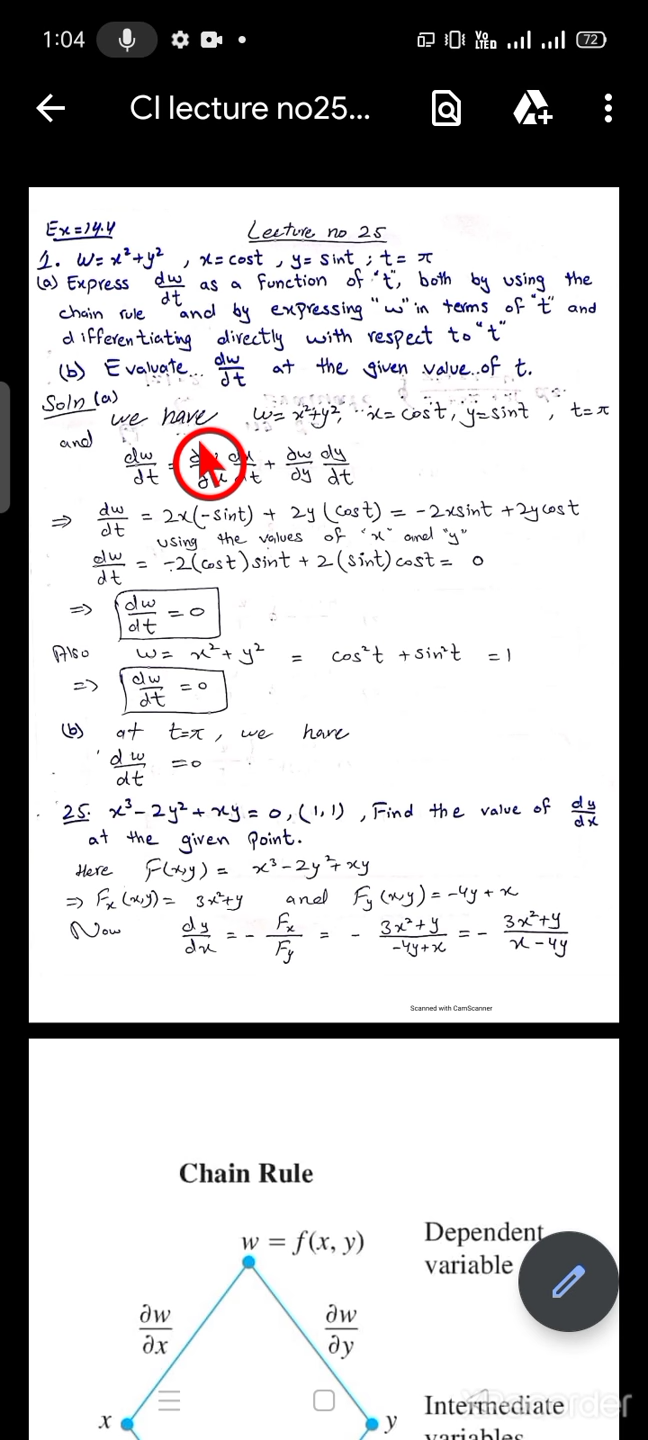 1:04
Vo LTED
72
CI lecture no25...
Ex=14.4 Lecture no 25
1. w= x²+y² , x=cost , y= sint ; t= π
(a) Express dw/dt as a function of "t", both by using the
chain rule and by expressing "w" in terms of "t" and
differentiating directly with respect to "t"
(b) Evaluate.. dw/dt at the given value..of t.
Soln (a)
we have w= x²+y², x= cost, y=sint , t=π
and
dw/dt = + ∂w/∂y dy/dt
⇒ dw/dt = 2x(-sint) + 2y (cost) = -2xsint +2ycost
using the values of "x" and "y"
dw/dt = -2(cost)sint + 2(sint)cost = 0
=> dw/dt = 0
Also w= x²+y² = cos²t + sin²t = 1
=> dw/dt = 0
(b) at t=π, we have
dw/dt =0
25. x³-2y²+xy=0,(1,1) ,Find the value of dy/dx
at the given Point.
Here F(x,y) = x³-2y²+xy
⇒ Fx(x,y)= 3x²+y and Fy(x,y)=-4y+x
Now dy/dx = - Fx/Fy = - 3x²+y/-4y+x = - 3x²+y/x-4y
Scanned with CamScanner
Chain Rule
w = f(x, y)
Dependent
variable
∂w/∂x ∂w/∂y
x y
Intermediate
variables